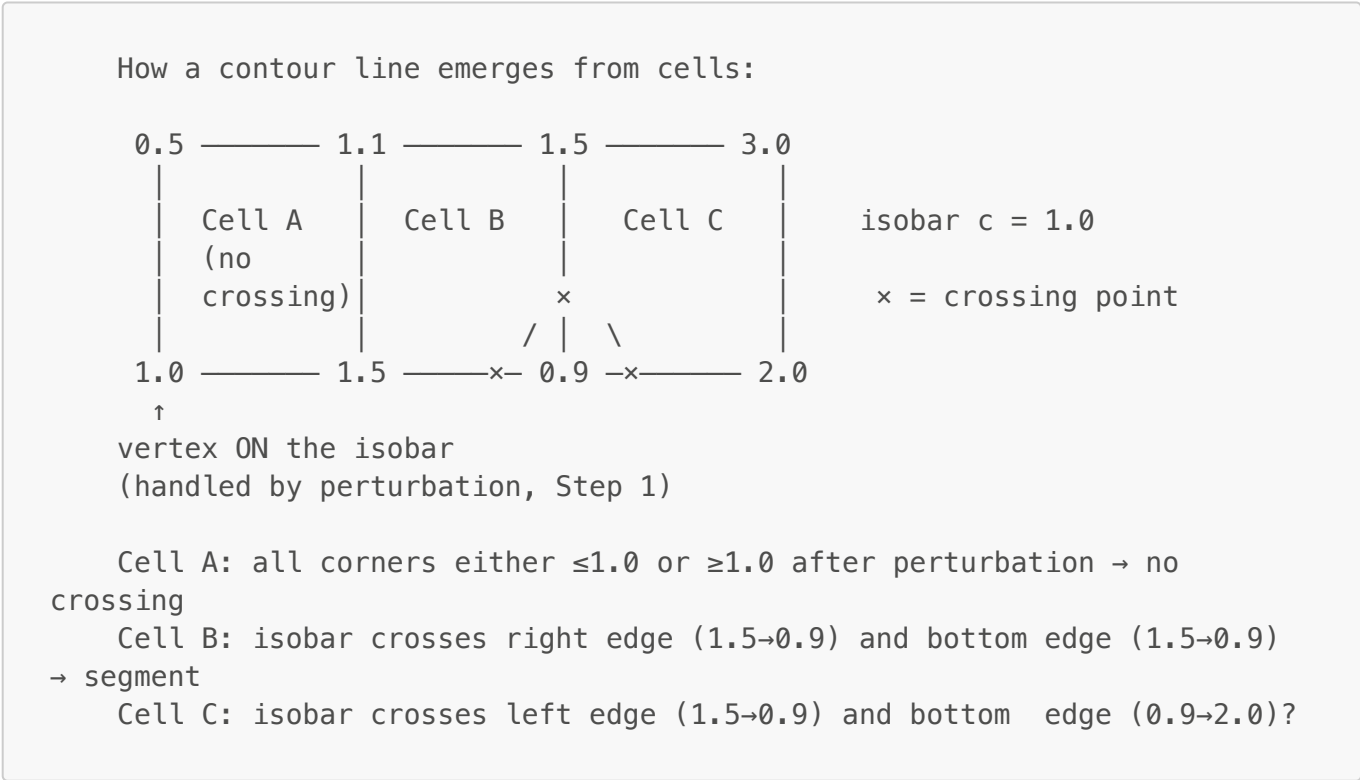 How a contour line emerges from cells:
0.5 ─────── 1.1 ─────── 1.5 ─────── 3.0
│ │ │ │
│ Cell A │ Cell B │ Cell C │ isobar c = 1.0
│ (no │ │ │
│ crossing)│ × │ × = crossing point
│ │ / │ \ │
1.0 ─────── 1.5 ─────×─ 0.9 ─×────── 2.0
↑
vertex ON the isobar
(handled by perturbation, Step 1)
Cell A: all corners either ≤1.0 or ≥1.0 after perturbation → no
crossing
Cell B: isobar crosses right edge (1.5→0.9) and bottom edge (1.5→0.9)
→ segment
Cell C: isobar crosses left edge (1.5→0.9) and bottom  edge (0.9→2.0)?